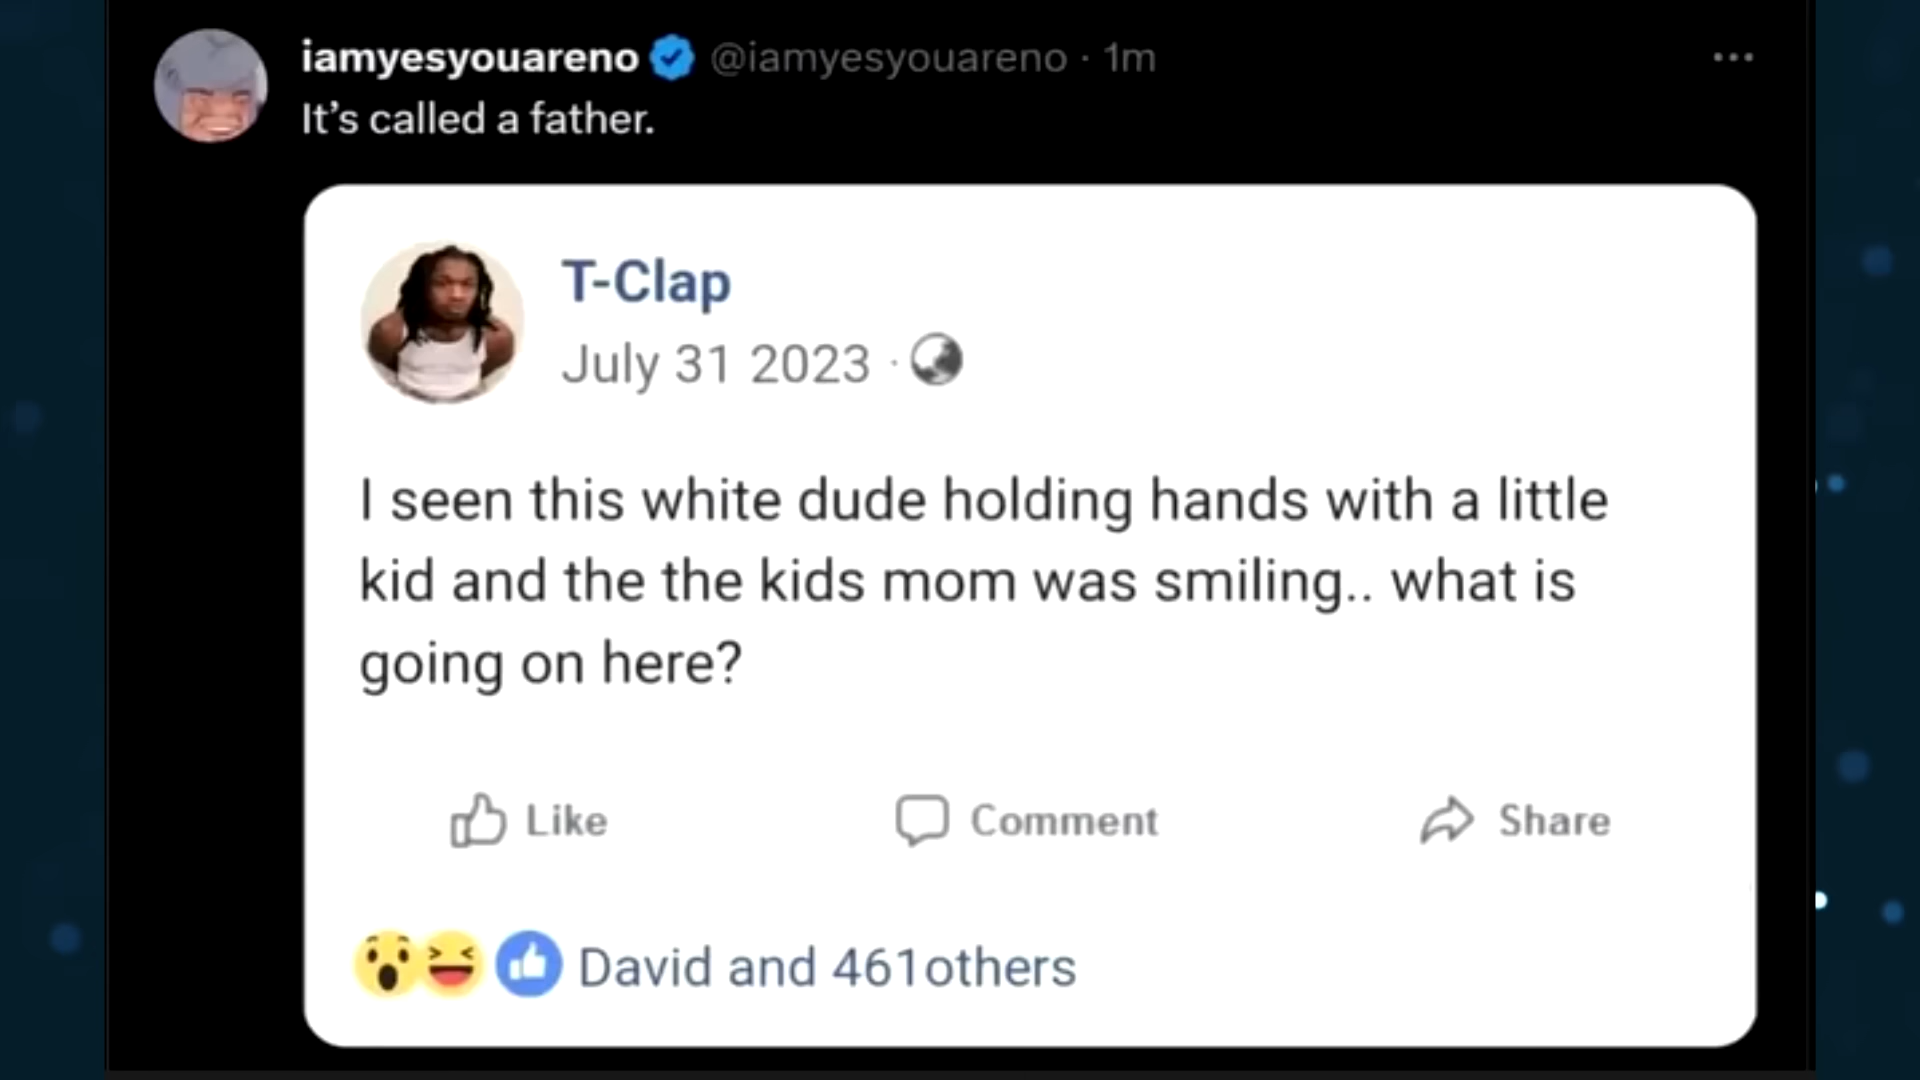 iamyesyouareno @iamyesyouareno · 1m
It's called a father.
T-Clap
July 31 2023 ·
I seen this white dude holding hands with a little
kid and the the kids mom was smiling.. what is
going on here?
Like Comment Share
David and 461others